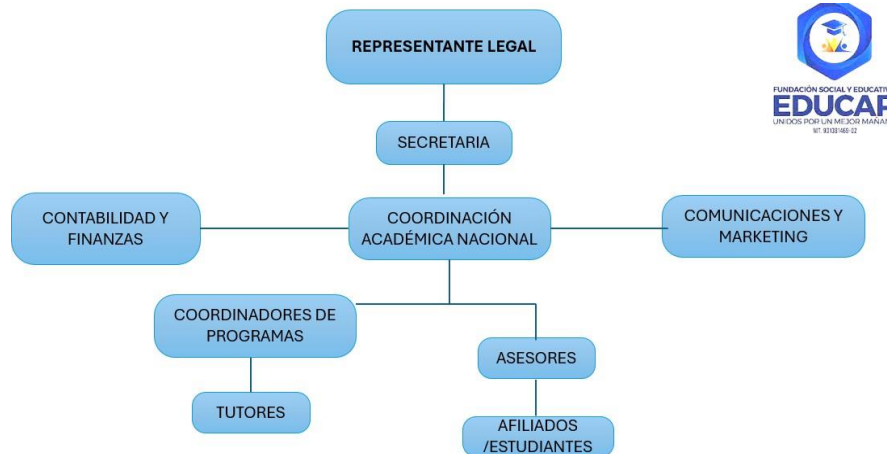 REPRESENTANTE LEGAL
FUNDACIÓN SOCIAL Y EDUCATIV
EDUCAP
UNIDOS POR UN MEJOR MAÑAN
SECRETARIA
CONTABILIDAD Y
FINANZAS
COORDINACIÓN
ACADÉMICA NACIONAL
COMUNICACIONES Y
MARKETING
COORDINADORES DE
PROGRAMAS
ASESORES
TUTORES
AFILIADOS
/ESTUDIANTES